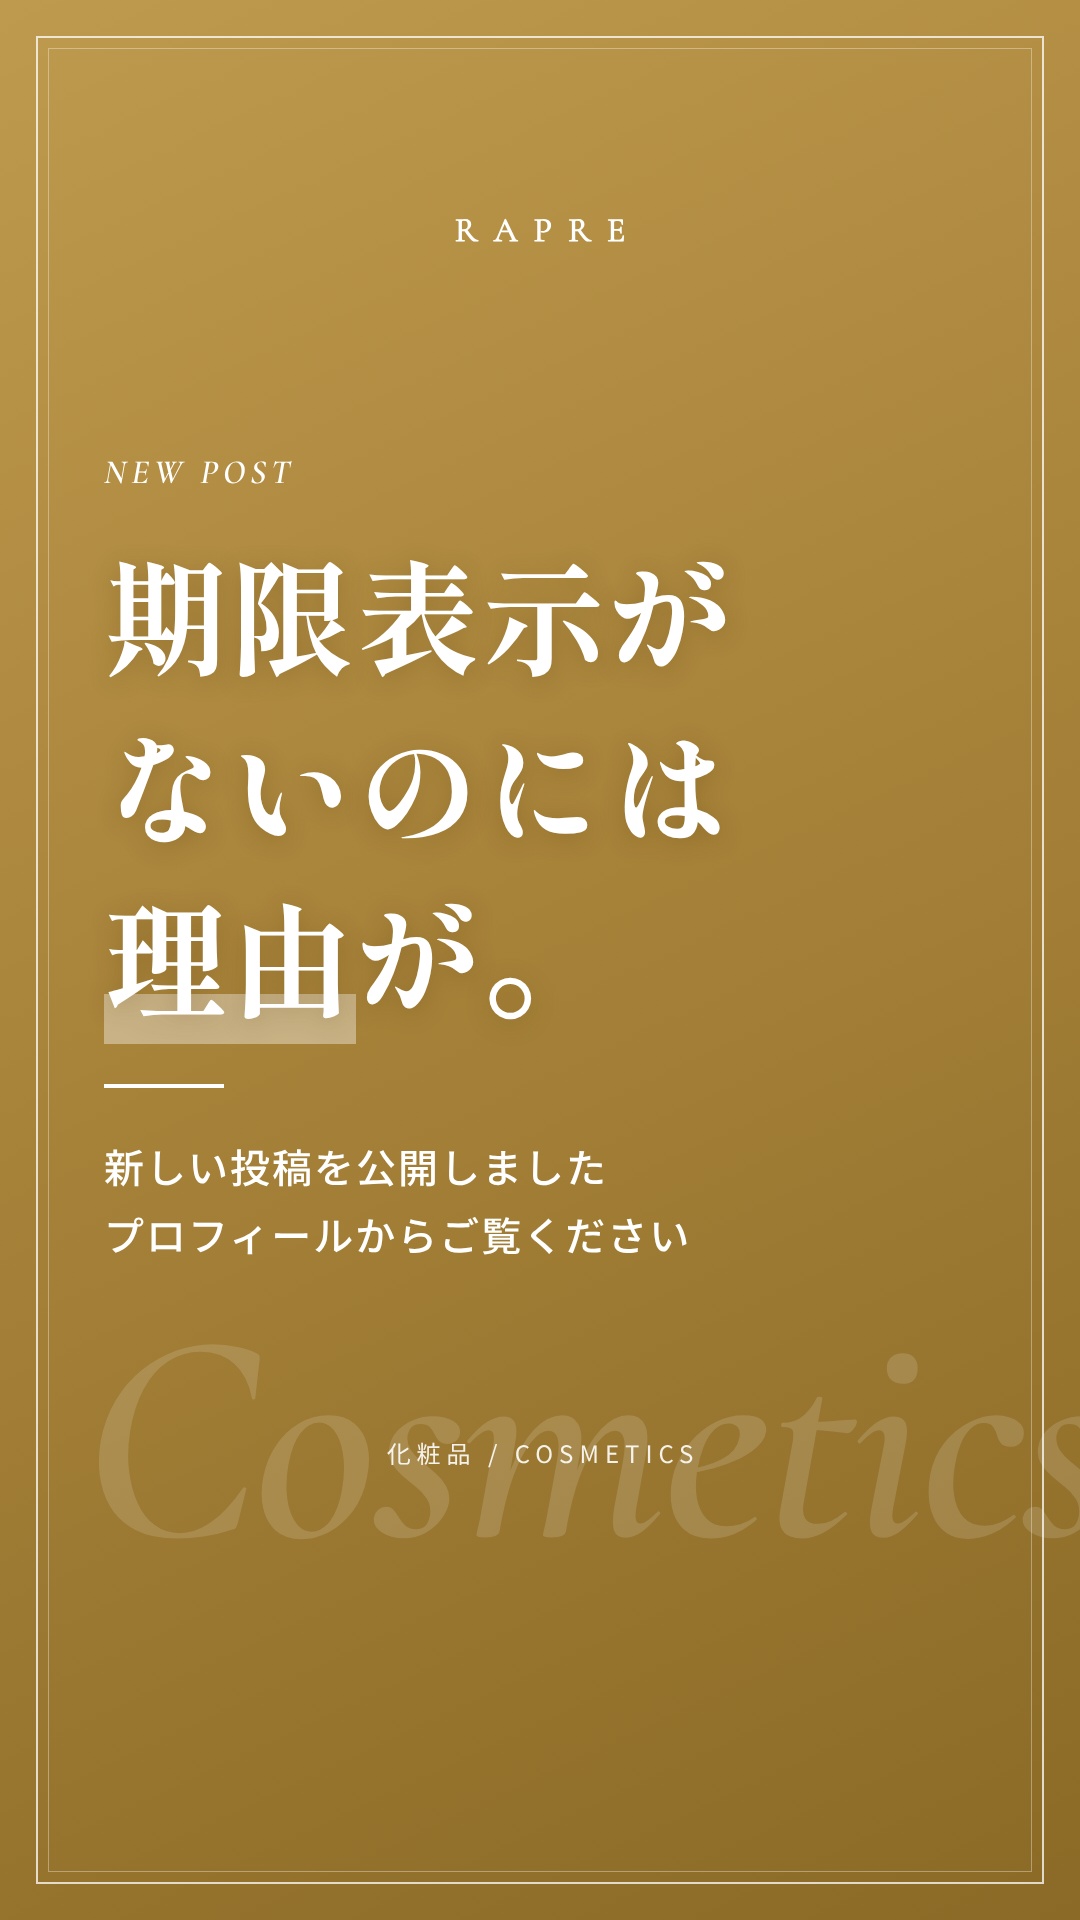 RAPRE
NEW POST
期限表示が
ないのには
理由が。
新しい投稿を公開しました
プロフィールからご覧ください
Cosmetics
化粧品 / COSMETICS